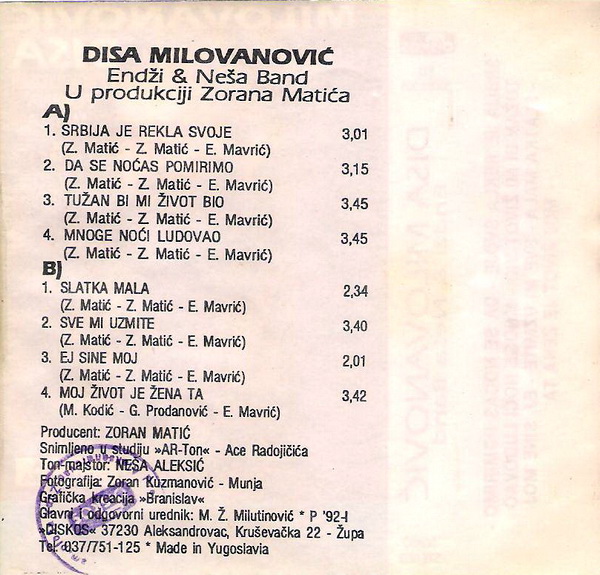 DISA MILOVANOVIĆ
Endži & Neša Band
U produkciji Zorana Matića
A)
1. SRBIJA JE REKLA SVOJE 3,01
(Z. Matić - Z. Matić - E. Mavrić)
2. DA SE NOĆAS POMIRIMO 3,15
(Z. Matić - Z. Matić - E. Mavrić)
3. TUŽAN BI MI ŽIVOT BIO 3,45
(Z. Matić - Z. Matić - E. Mavrić)
4. MNOGE NOĆI LUDOVAO 3,45
(Z. Matić - Z. Matić - E. Mavrić)
B)
1. SLATKA MALA 2,34
(Z. Matić - Z. Matić - E. Mavrić)
2. SVE MI UZMITE 3,40
(Z. Matić - Z. Matić - E. Mavrić)
3. EJ SINE MOJ 2,01
(Z. Matić - Z. Matić - E. Mavrić)
4. MOJ ŽIVOT JE ŽENA TA 3,42
(M. Kodić - G. Prodanović - E. Mavrić)
Producent: ZORAN MATIĆ
Snimljeno u studiju »AR-Ton« - Ace Radojičića
Ton-majstor: NEŠA ALEKSIĆ
Fotografija: Zoran Kuzmanović - Munja
Grafička kreacija »Branislav«
Glavni i odgovorni urednik: M. Ž. Milutinović * P '92-I
»DISKOS« 37230 Aleksandrovac, Kruševačka 22 - Župa
Tel. 037/751-125 * Made in Yugoslavia